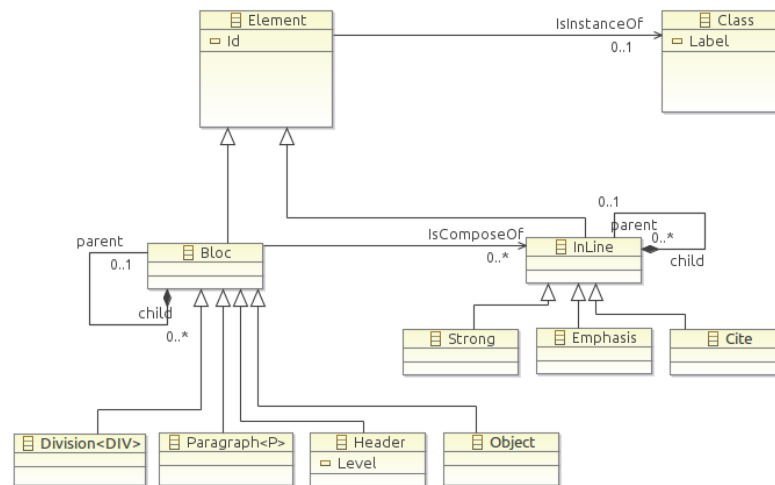 Element
Id
IsInstanceOf
0..1
Class
Label
parent
0..1
Bloc
child
0..*
IsComposeOf
0..*
0..1
parent
0..*
InLine
child
Strong
Emphasis
Cite
Division<DIV>
Paragraph<P>
Header
Level
Object